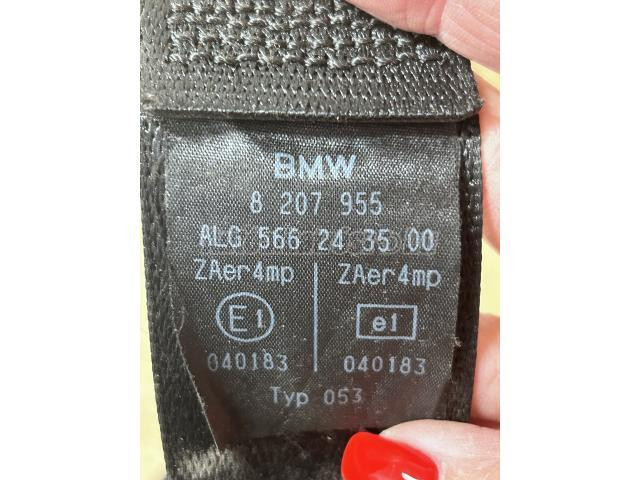 BMW
8 207 955
ALG 566 24 35 00
ZAer4mp ZAer4mp
E1 e1
040183 040183
Typ 053